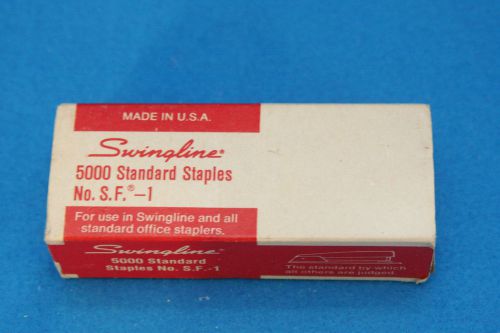 MADE IN U.S.A.
Swingline®
5000 Standard Staples
No. S.F.®-1
For use in Swingline and all
standard office staplers.
Swingline®
5000 Standard
Staples No. S.F.-1
The standard by which
all others are judged.